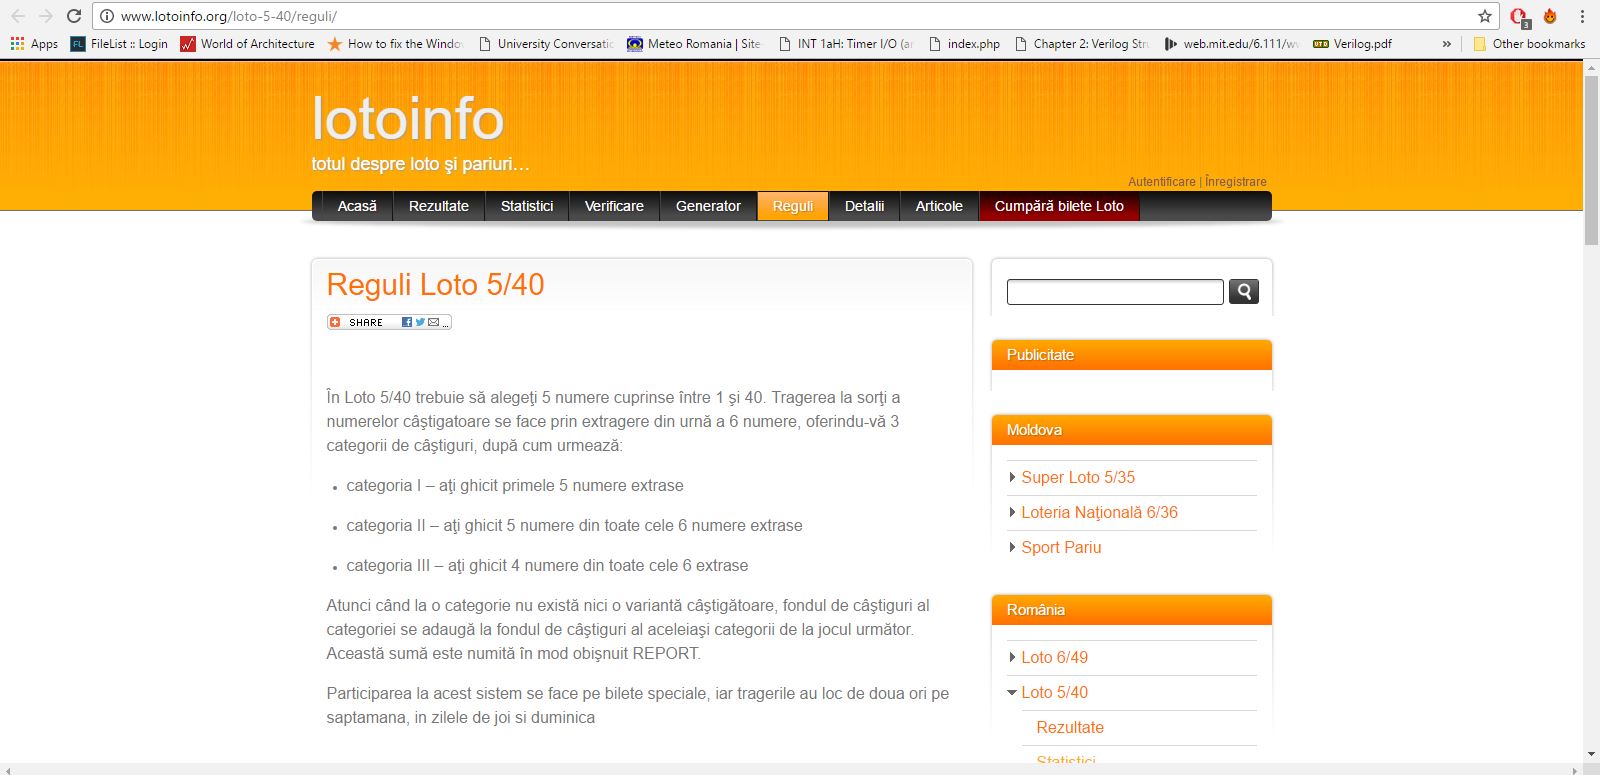 www.lotoinfo.org/loto-5-40/reguli/
3
Apps
FileList :: Login
World of Architecture
How to fix the Windo
University Conversatio
Meteo Romania | Site-
INT 1aH: Timer I/O (ar
index.php
Chapter 2: Verilog Str
web.mit.edu/6.111/w
Verilog.pdf
»
Other bookmarks
lotoinfo
totul despre loto şi pariuri…
Autentificare | Înregistrare
Acasă
Rezultate
Statistici
Verificare
Generator
Reguli
Detalii
Articole
Cumpără bilete Loto
Reguli Loto 5/40
SHARE ...
În Loto 5/40 trebuie să alegeţi 5 numere cuprinse între 1 şi 40. Tragerea la sorţi a
numerelor câştigatoare se face prin extragere din urnă a 6 numere, oferindu-vă 3
categorii de câştiguri, după cum urmează:
• categoria I – aţi ghicit primele 5 numere extrase
• categoria II – aţi ghicit 5 numere din toate cele 6 numere extrase
• categoria III – aţi ghicit 4 numere din toate cele 6 extrase
Atunci când la o categorie nu există nici o variantă câştigătoare, fondul de câştiguri al
categoriei se adaugă la fondul de câştiguri al aceleiaşi categorii de la jocul următor.
Această sumă este numită în mod obişnuit REPORT.
Participarea la acest sistem se face pe bilete speciale, iar tragerile au loc de doua ori pe
saptamana, in zilele de joi si duminica
Publicitate
Moldova
Super Loto 5/35
Loteria Naţională 6/36
Sport Pariu
România
Loto 6/49
Loto 5/40
Rezultate
Statistici